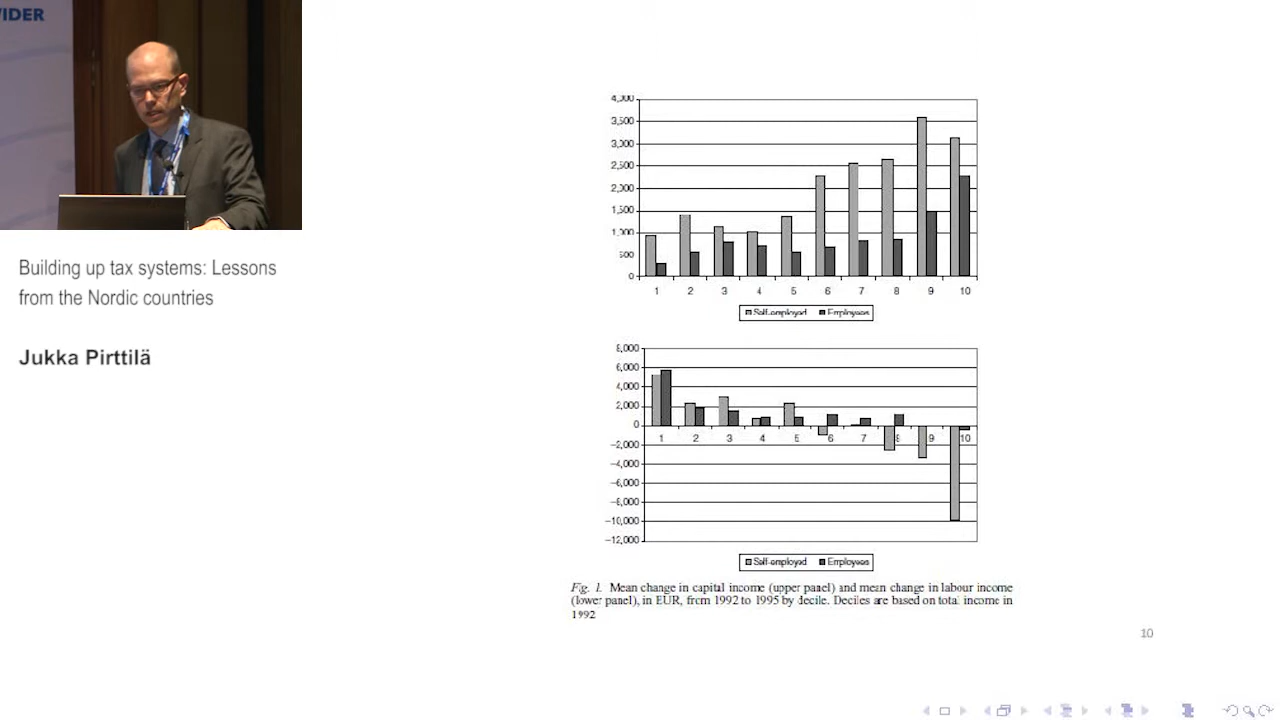 WIDER
Building up tax systems: Lessons
from the Nordic countries
Jukka Pirttilä
4,000
3,500
3,000
2,500
2,000
1,500
1,000
500
0
1 2 3 4 5 6 7 8 9 10
Self-employed Employees
8,000
6,000
4,000
2,000
0
1 2 3 4 5 6 7 8 9 10
−2,000
−4,000
−6,000
−8,000
−10,000
−12,000
Self-employed Employees
Fig. 1. Mean change in capital income (upper panel) and mean change in labour income
(lower panel), in EUR, from 1992 to 1995 by decile. Deciles are based on total income in
1992
10